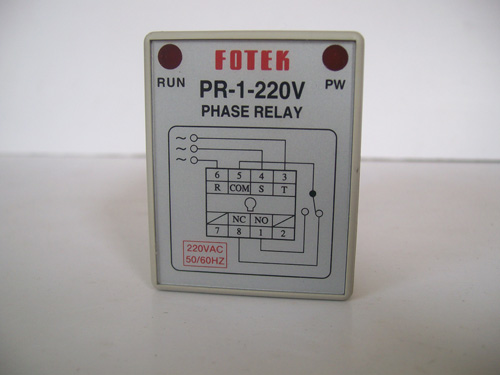 FOTEK
RUN PW
PR-1-220V
PHASE RELAY
6 5 4 3
R COM S T
NC NO
7 8 1 2
220VAC
50/60HZ